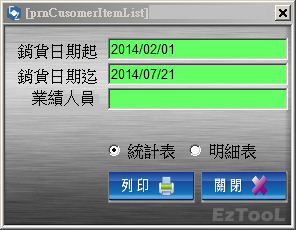 [prnCusomerItemList]
銷貨日期起 2014/02/01
銷貨日期迄 2014/07/21
業績人員
統計表 明細表
列印 關閉
EzTooL